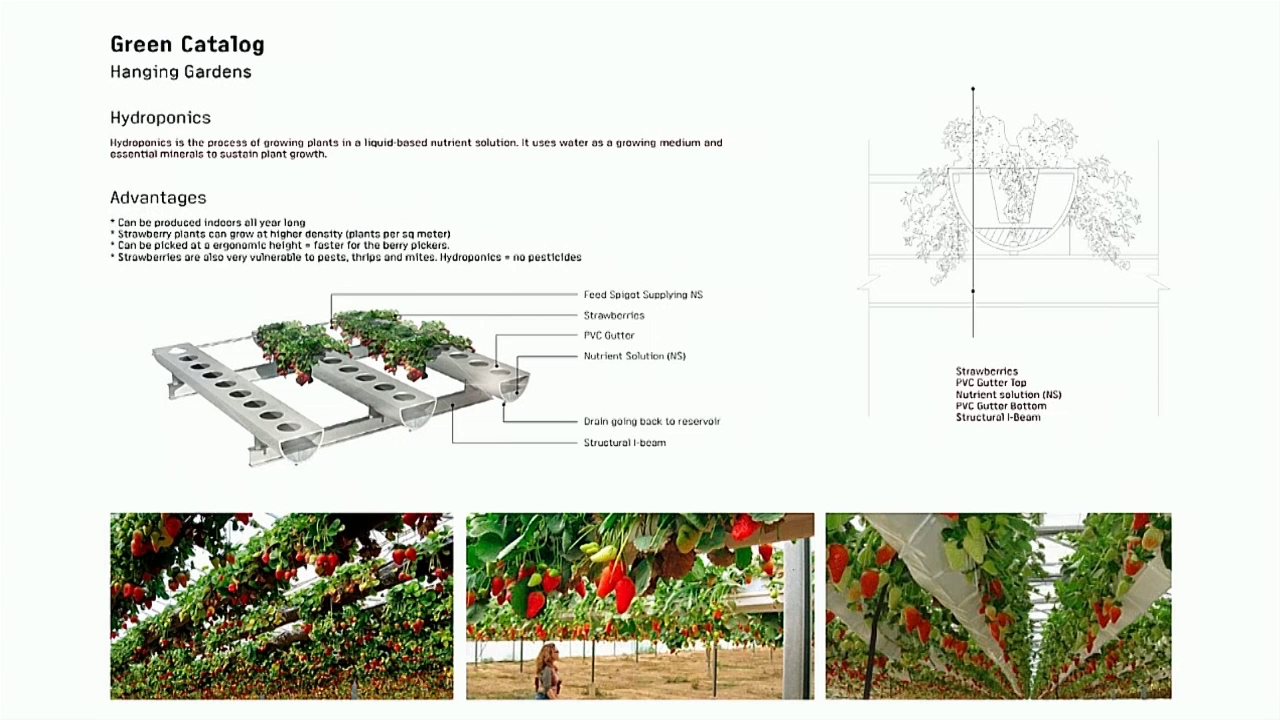 Green Catalog
Hanging Gardens
Hydroponics
Hydroponics is the process of growing plants in a liquid-based nutrient solution. It uses water as a growing medium and
essential minerals to sustain plant growth.
Advantages
* Can be produced indoors all year long
* Strawberry plants can grow at higher density (plants per sq meter)
* Can be picked at a ergonomic height = faster for the berry pickers.
* Strawberries are also very vulnerable to pests, thrips and mites. Hydroponics = no pesticides
Feed Spigot Supplying NS
Strawberries
PVC Gutter
Nutrient Solution (NS)
Drain going back to reservoir
Structural I-beam
Strawberries
PVC Gutter Top
Nutrient solution (NS)
PVC Gutter Bottom
Structural I-Beam